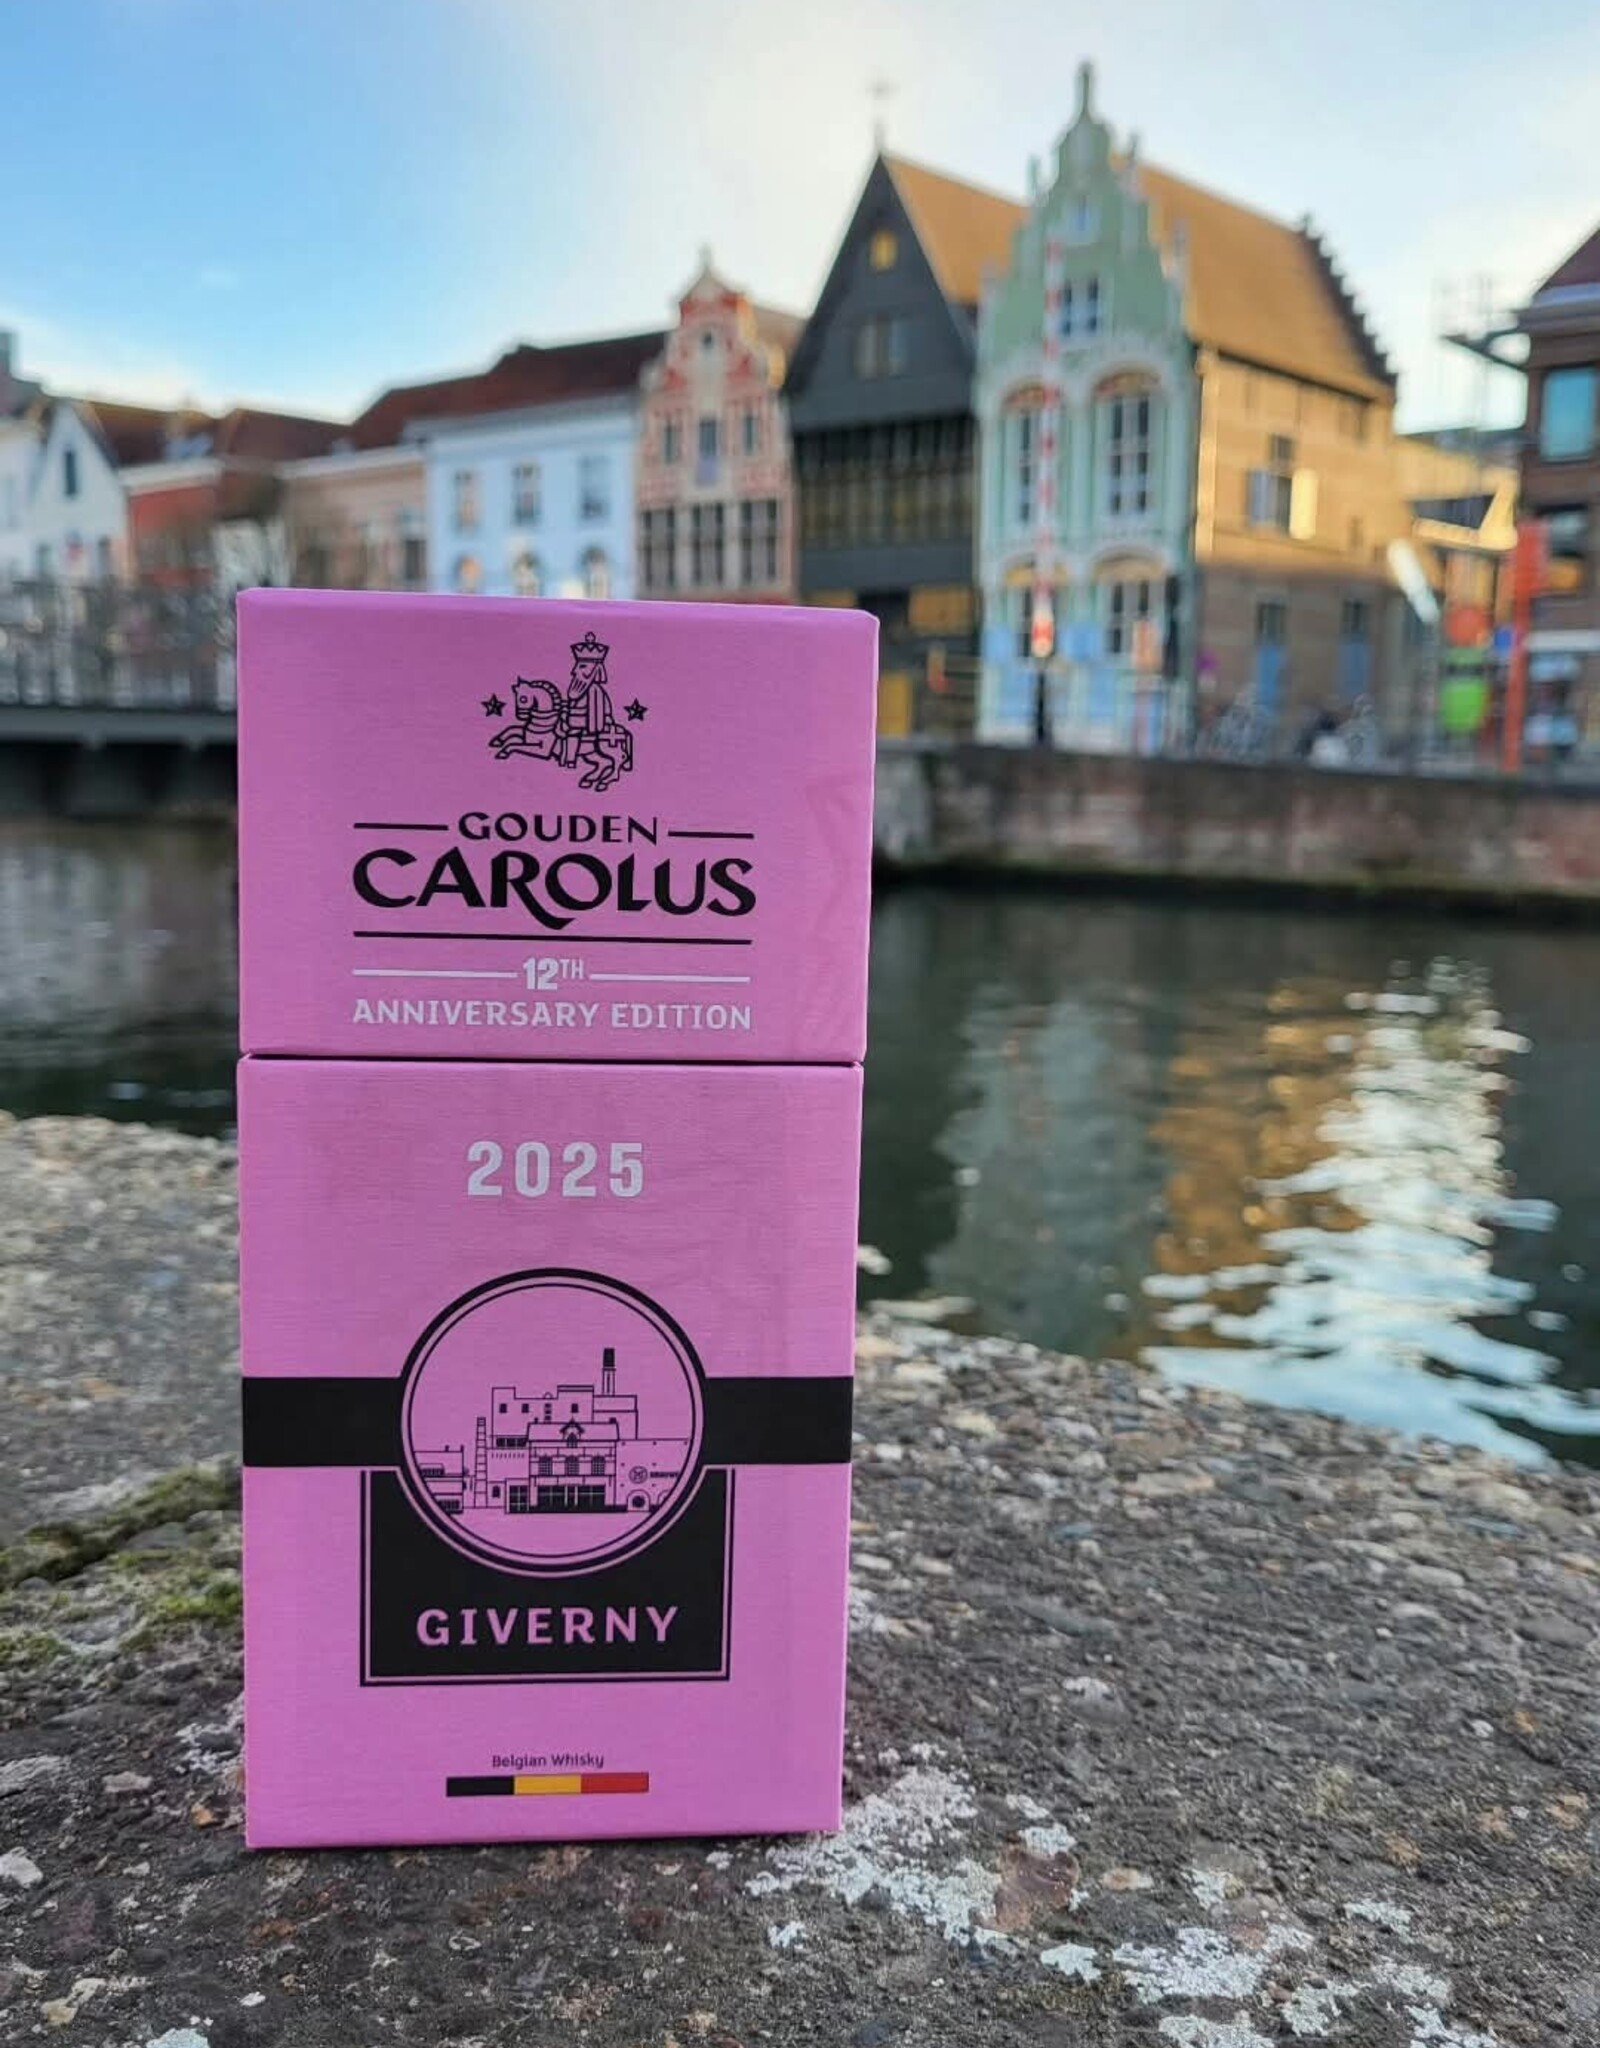 GOUDEN
CAROLUS
12TH
ANNIVERSARY EDITION
2025
GIVERNY
Belgian Whisky